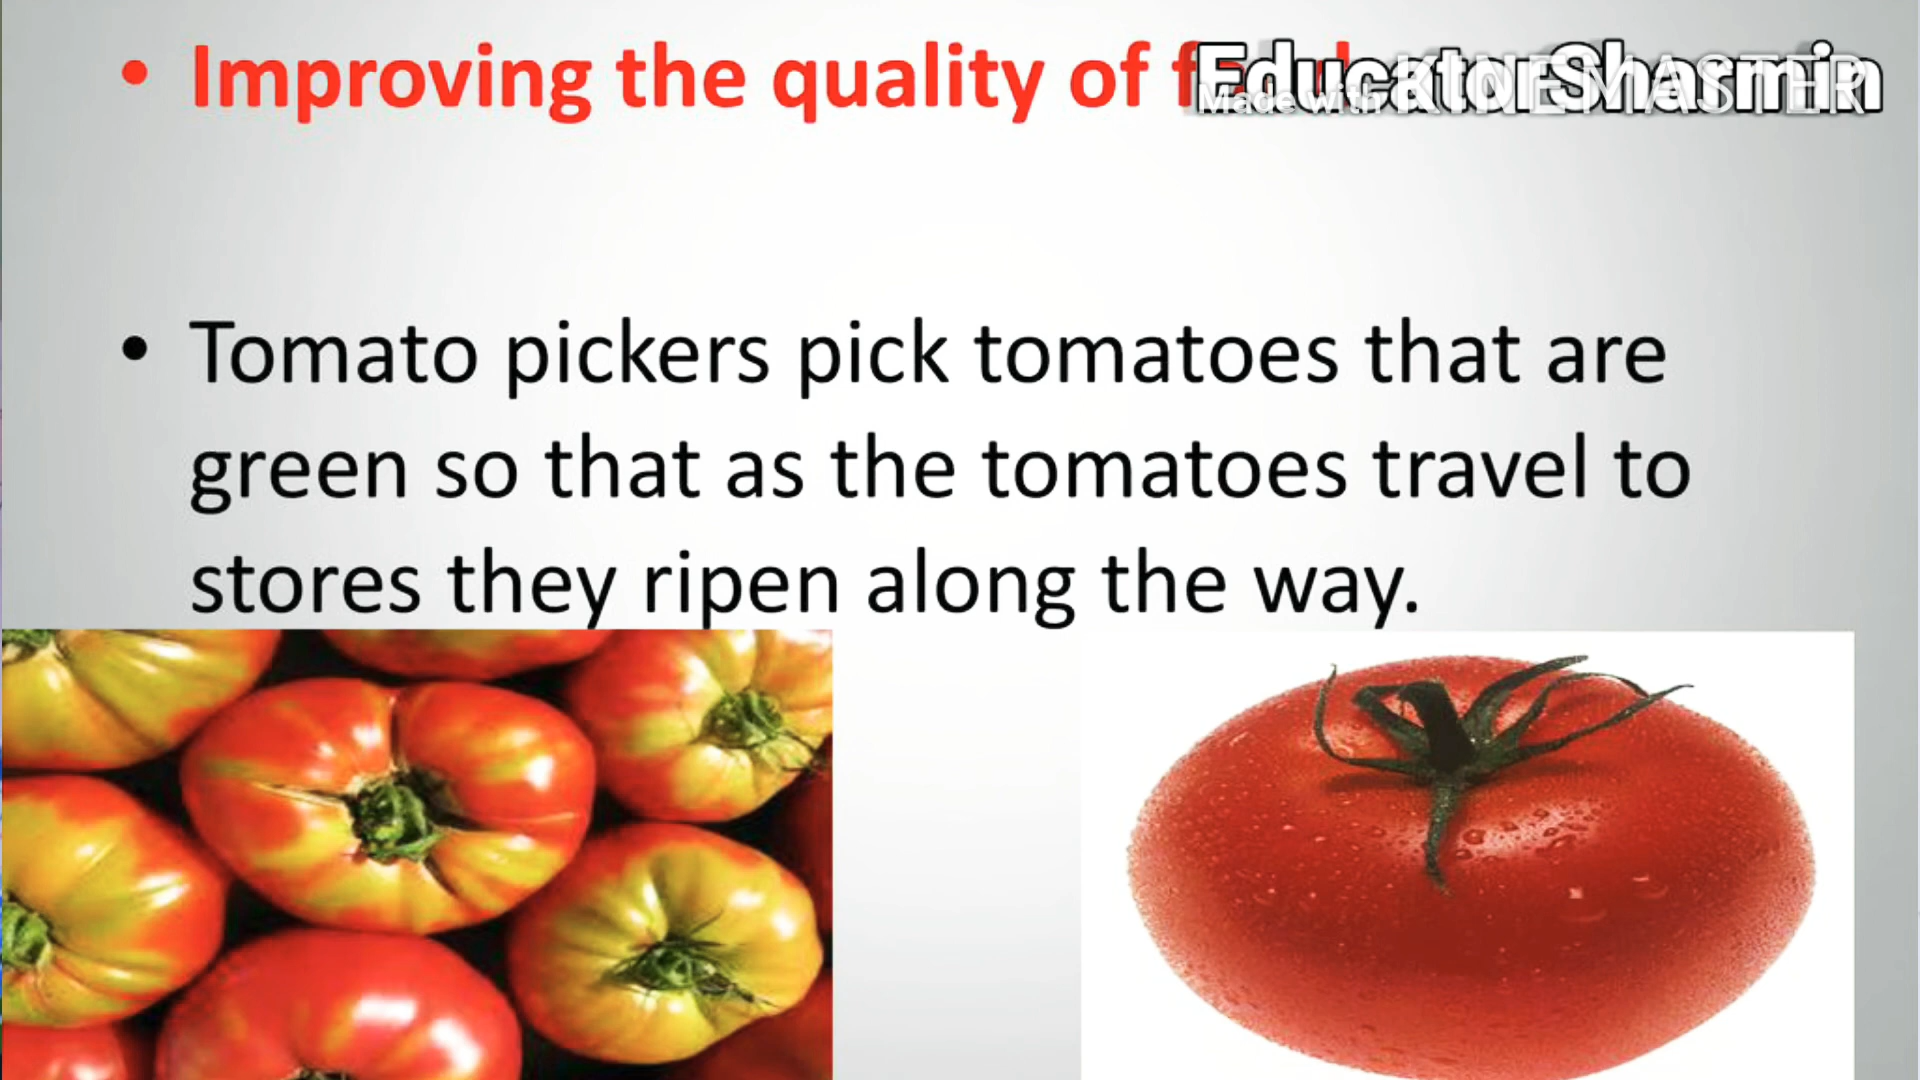 • Improving the quality of
Educator Sharmin
Made with KINEMASTER
• Tomato pickers pick tomatoes that are
green so that as the tomatoes travel to
stores they ripen along the way.